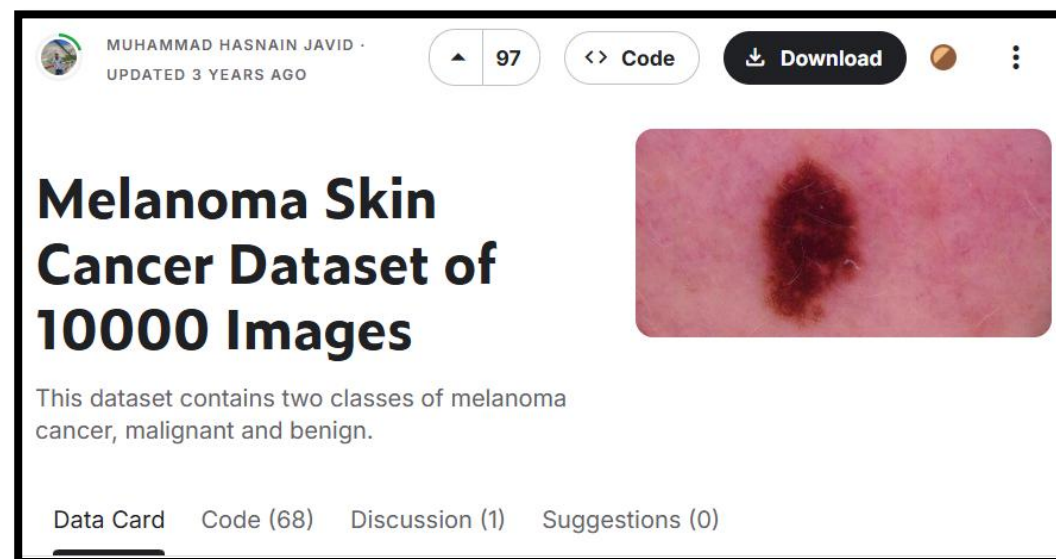 MUHAMMAD HASNAIN JAVID ·
UPDATED 3 YEARS AGO
97
<> Code
Download
Melanoma Skin
Cancer Dataset of
10000 Images
This dataset contains two classes of melanoma
cancer, malignant and benign.
Data Card
Code (68)
Discussion (1)
Suggestions (0)